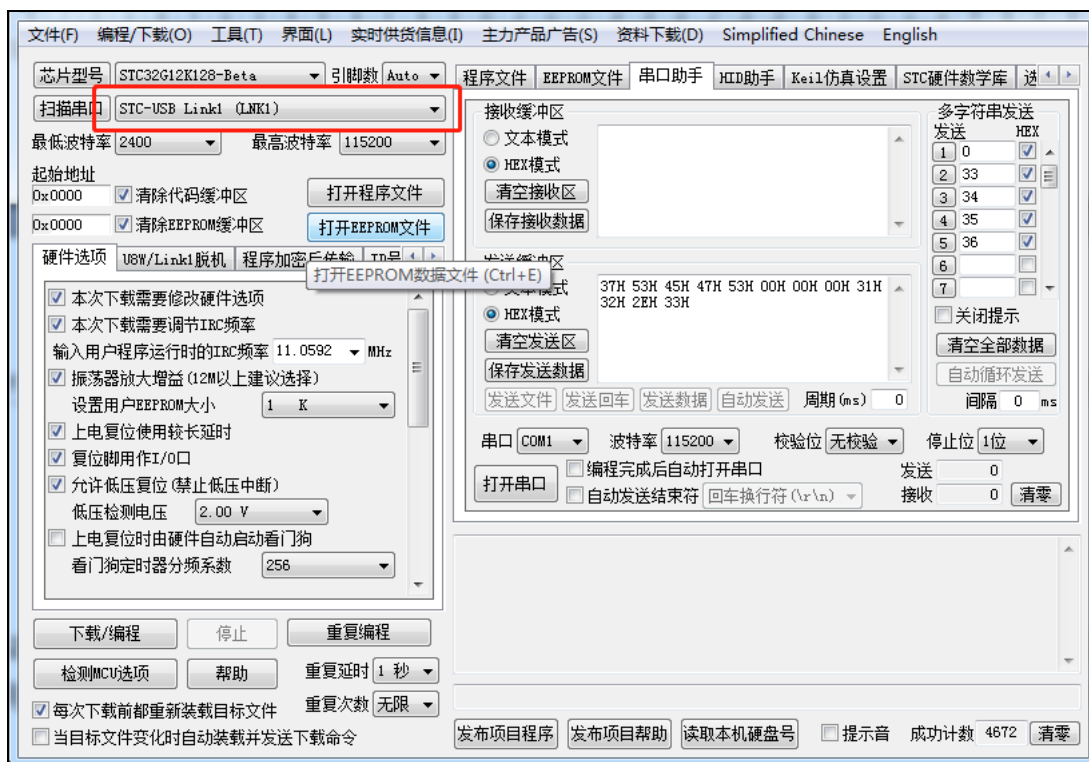 文件(F) 编程/下载(O) 工具(T) 界面(L) 实时供货信息(I) 主力产品广告(S) 资料下载(D) Simplified Chinese English
芯片型号 STC32G12K128-Beta 引脚数 Auto
扫描串口 STC-USB Link1 (LNK1)
最低波特率 2400 最高波特率 115200
起始地址
0x0000 清除代码缓冲区 打开程序文件
0x0000 清除EEPROM缓冲区 打开EEPROM文件
硬件选项 U8W/Link1脱机 程序加密后传输 ID号
打开EEPROM数据文件 (Ctrl+E)
本次下载需要修改硬件选项
本次下载需要调节IRC频率
输入用户程序运行时的IRC频率 11.0592 MHz
振荡器放大增益(12M以上建议选择)
设置用户EEPROM大小 1 K
上电复位使用较长延时
复位脚用作I/O口
允许低压复位(禁止低压中断)
低压检测电压 2.00 V
上电复位时由硬件自动启动看门狗
看门狗定时器分频系数 256
下载/编程 停止 重复编程
检测MCU选项 帮助 重复延时 1 秒
每次下载前都重新装载目标文件 重复次数 无限
当目标文件变化时自动装载并发送下载命令
程序文件 EEPROM文件 串口助手 HID助手 Keil仿真设置 STC硬件数学库 选
接收缓冲区
文本模式
HEX模式
清空接收区
保存接收数据
发送缓冲区
文本模式
HEX模式
清空发送区
保存发送数据
37H 53H 45H 47H 53H 00H 00H 00H 31H
32H 2EH 33H
发送文件 发送回车 发送数据 自动发送 周期(ms) 0
多字符串发送
发送 HEX
1 0
2 33
3 34
4 35
5 36
6
7
关闭提示
清空全部数据
自动循环发送
间隔 0 ms
串口 COM1 波特率 115200 校验位 无校验 停止位 1位
打开串口 编程完成后自动打开串口 发送 0
自动发送结束符 回车换行符(\r\n) 接收 0 清零
发布项目程序 发布项目帮助 读取本机硬盘号 提示音 成功计数 4672 清零